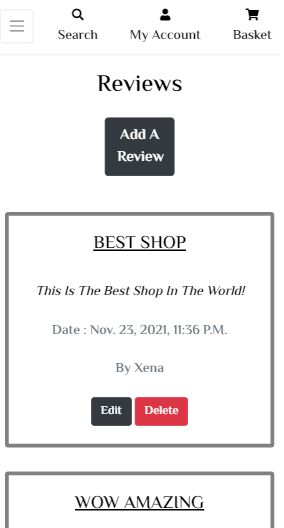 Search My Account Basket
Reviews
Add A
Review
BEST SHOP
This Is The Best Shop In The World!
Date : Nov. 23, 2021, 11:36 P.M.
By Xena
Edit Delete
WOW AMAZING